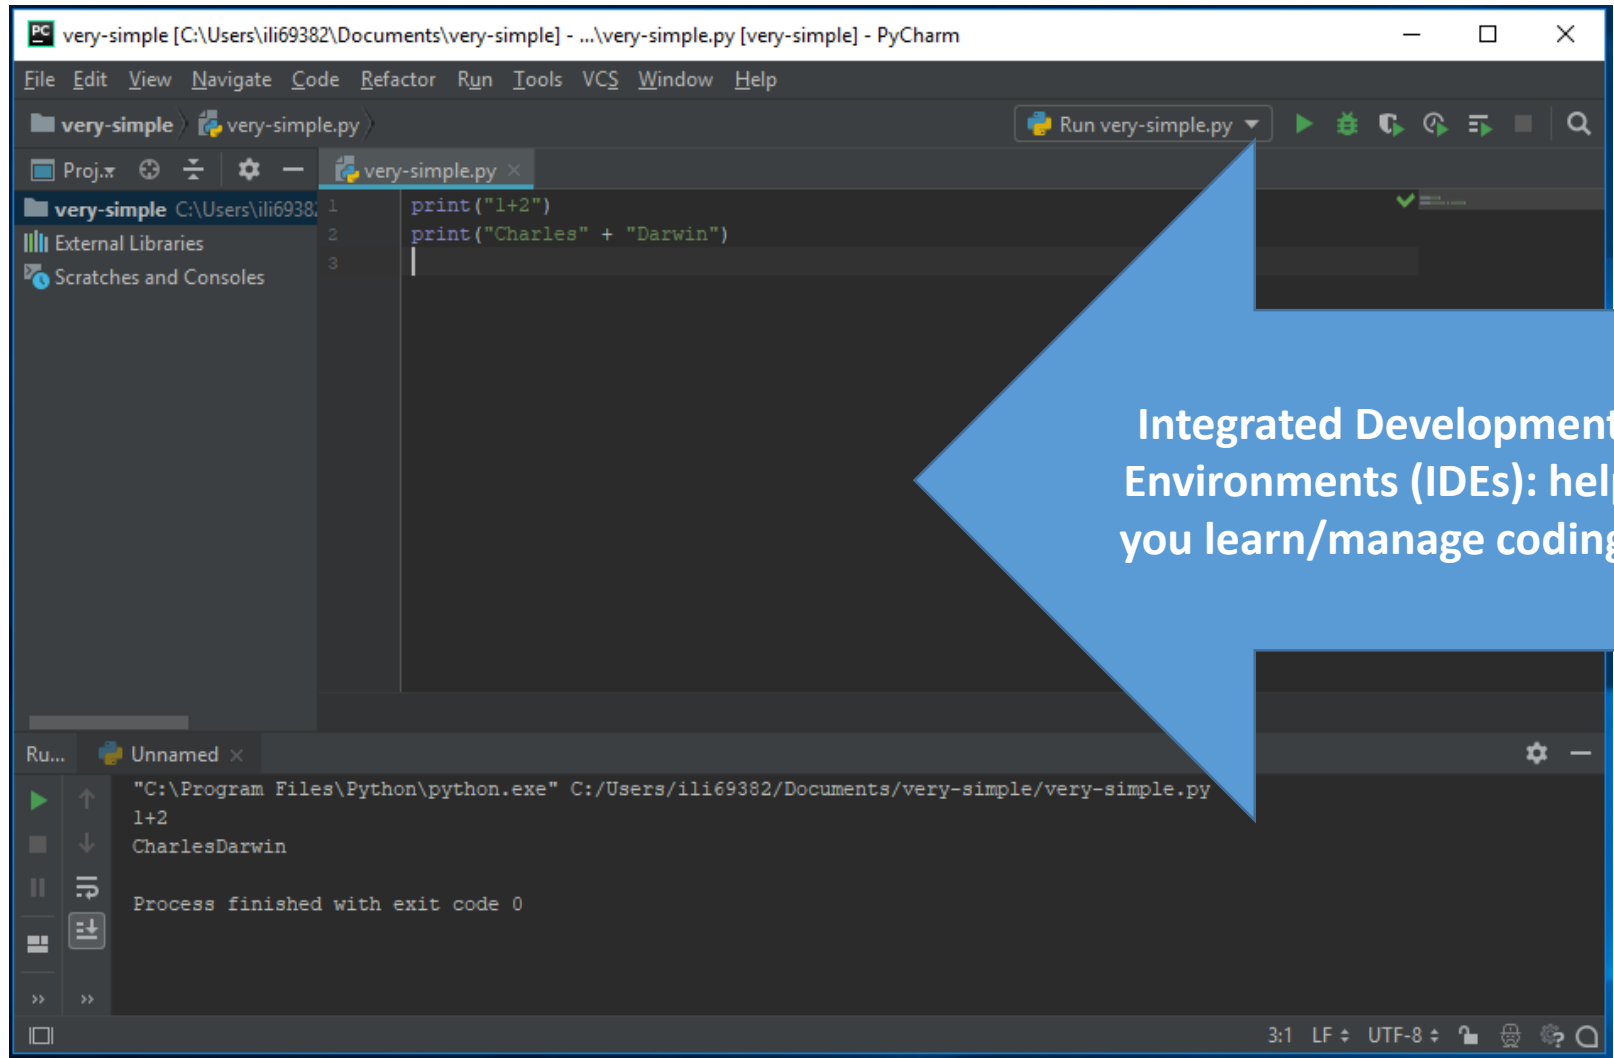 very-simple [C:\Users\ili69382\Documents\very-simple] - ...\very-simple.py [very-simple] - PyCharm
File Edit View Navigate Code Refactor Run Tools VCS Window Help
very-simple very-simple.py Run very-simple.py
Proj... very-simple.py
very-simple C:\Users\ili69382
External Libraries
Scratches and Consoles
1 print("1+2")
2 print("Charles" + "Darwin")
3
Integrated Development
Environments (IDEs): help
you learn/manage coding
Ru... Unnamed
"C:\Program Files\Python\python.exe" C:/Users/ili69382/Documents/very-simple/very-simple.py
1+2
CharlesDarwin
Process finished with exit code 0
3:1 LF UTF-8